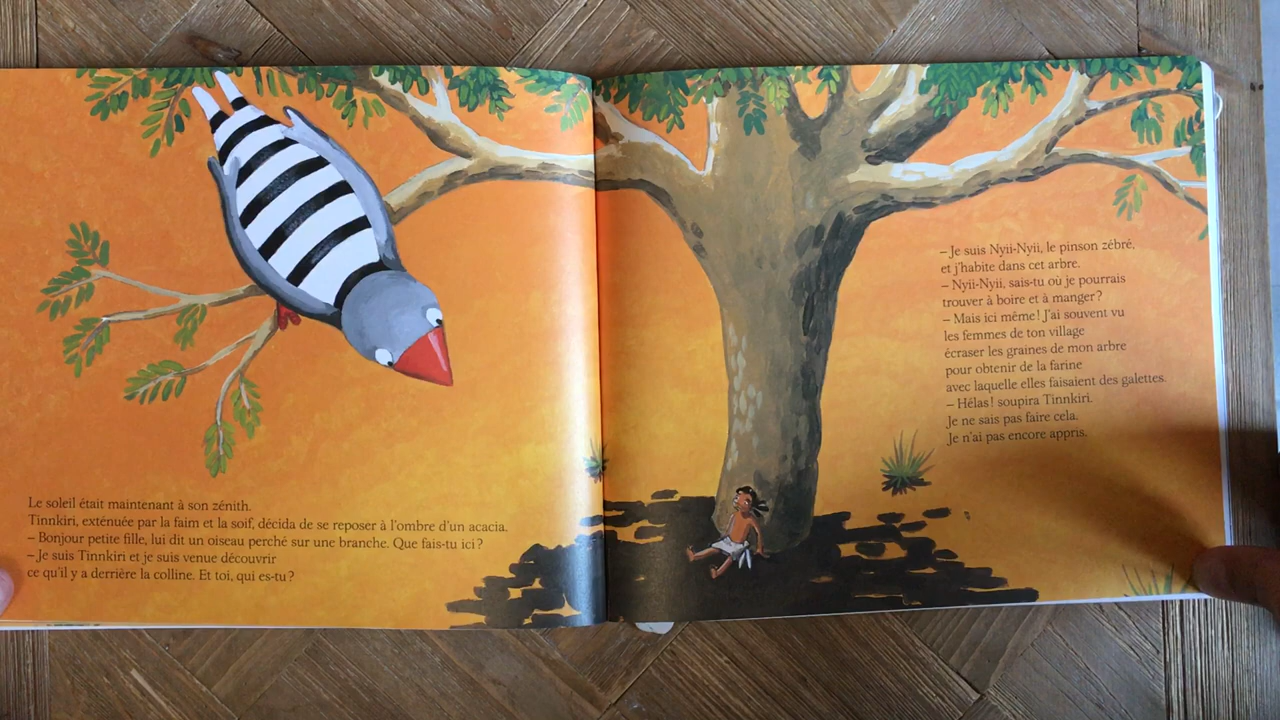 Le soleil était maintenant à son zénith.
Tinnkiri, exténuée par la faim et la soif, décida de se reposer à l'ombre d'un acacia.
– Bonjour petite fille, lui dit un oiseau perché sur une branche. Que fais-tu ici ?
– Je suis Tinnkiri et je suis venue découvrir
ce qu'il y a derrière la colline. Et toi, qui es-tu ?
– Je suis Nyii-Nyii, le pinson zébré,
et j'habite dans cet arbre.
– Nyii-Nyii, sais-tu où je pourrais
trouver à boire et à manger ?
– Mais ici même ! J'ai souvent vu
les femmes de ton village
écraser les graines de mon arbre
pour obtenir de la farine
avec laquelle elles faisaient des galettes.
– Hélas ! soupira Tinnkiri.
Je ne sais pas faire cela.
Je n'ai pas encore appris.